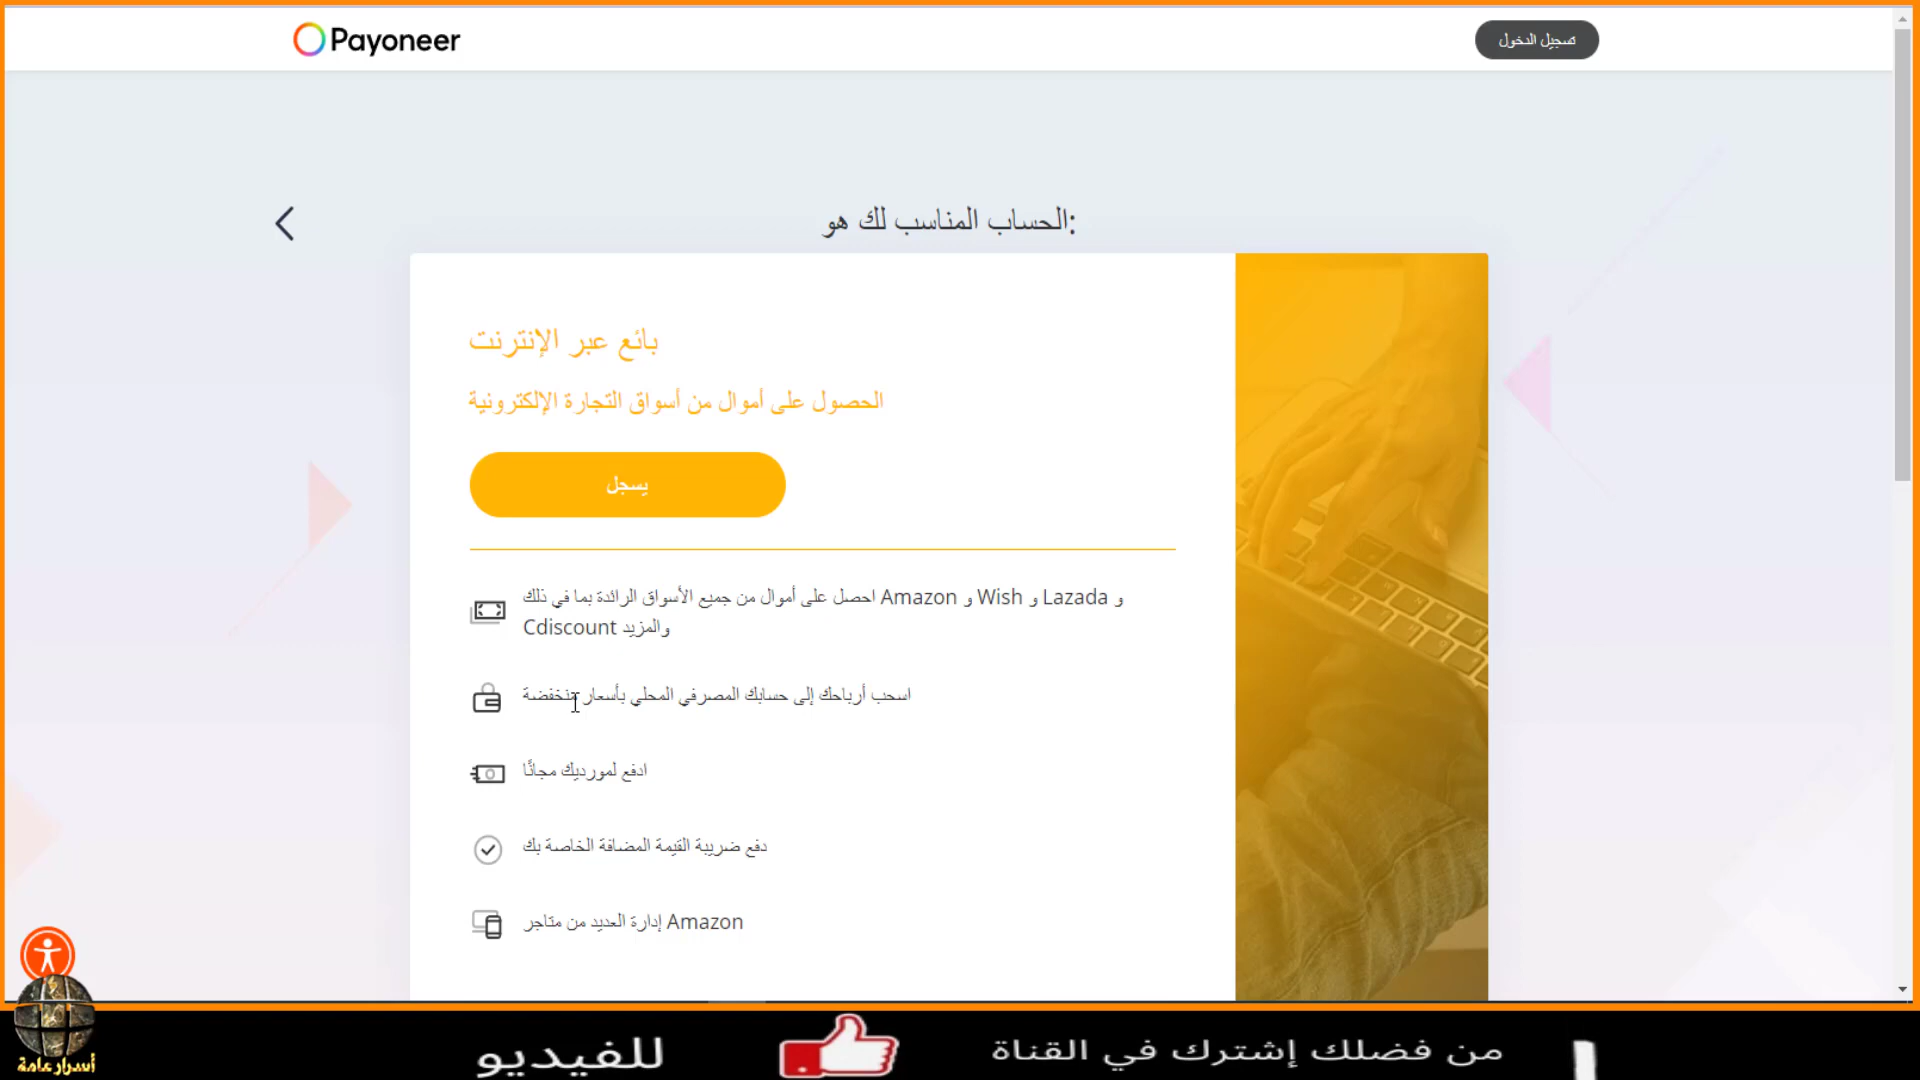 Payoneer
تسجيل الدخول
الحساب المناسب لك هو:
بائع عبر الإنترنت
الحصول على أموال من أسواق التجارة الإلكترونية
يسجل
احصل على أموال من جميع الأسواق الرائدة بما في ذلك Amazon و Wish و Lazada و
Cdiscount والمزيد
اسحب أرباحك إلى حسابك المصرفي المحلي بأسعار منخفضة
ادفع لمورديك مجانًا
دفع ضريبة القيمة المضافة الخاصة بك
إدارة العديد من متاجر Amazon
أسرار عامة
من فضلك إشترك في القناة
للفيديو